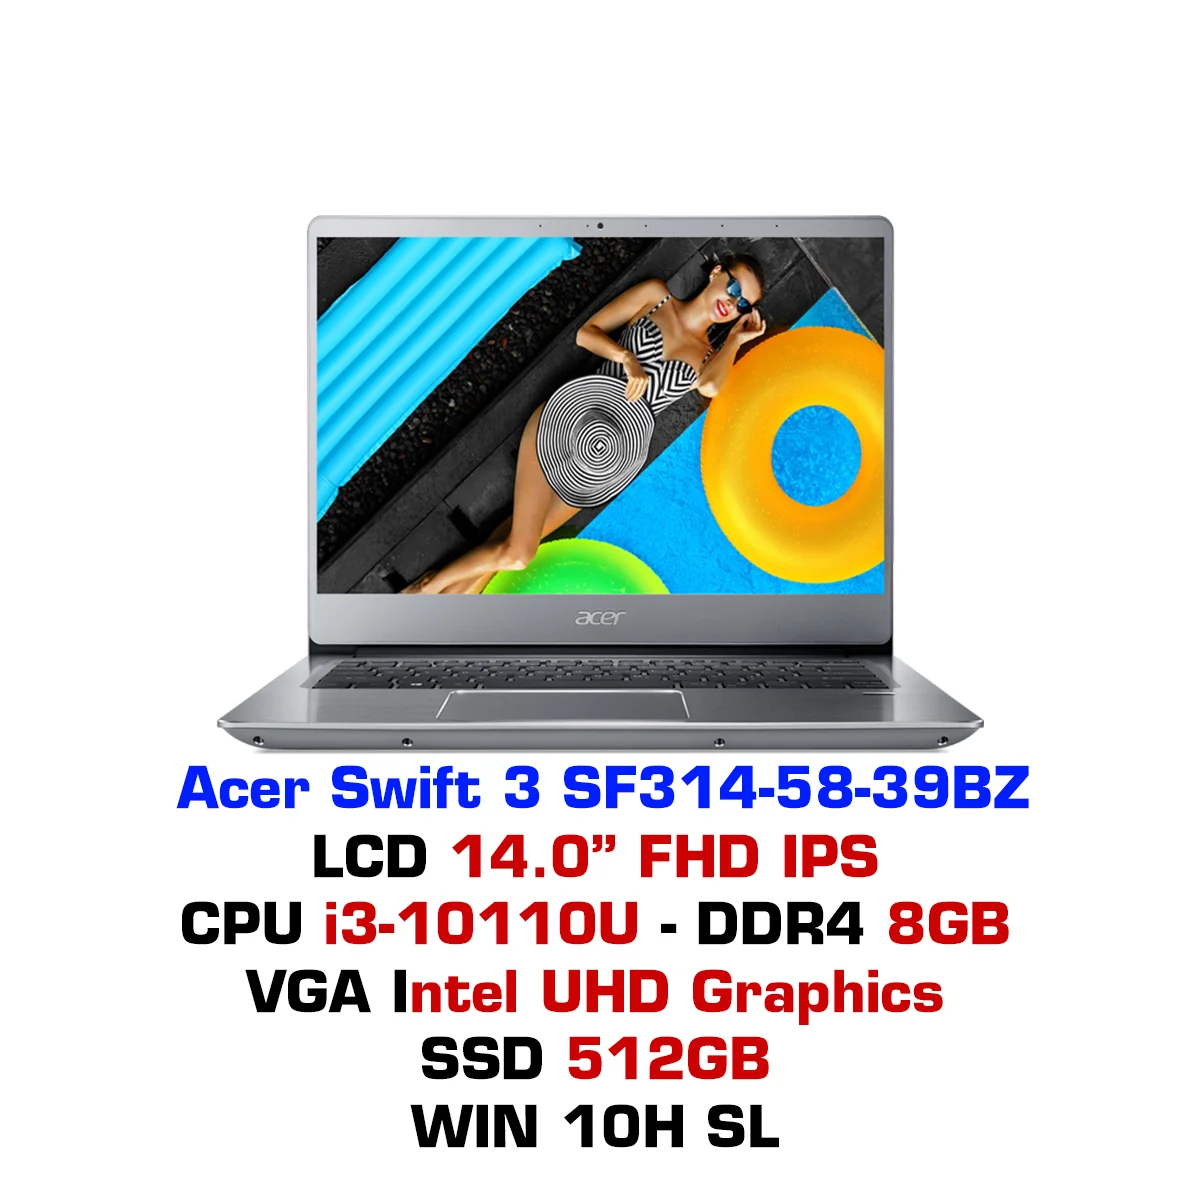 acer
Acer Swift 3 SF314-58-39BZ
LCD 14.0” FHD IPS
CPU i3-10110U - DDR4 8GB
VGA Intel UHD Graphics
SSD 512GB
WIN 10H SL